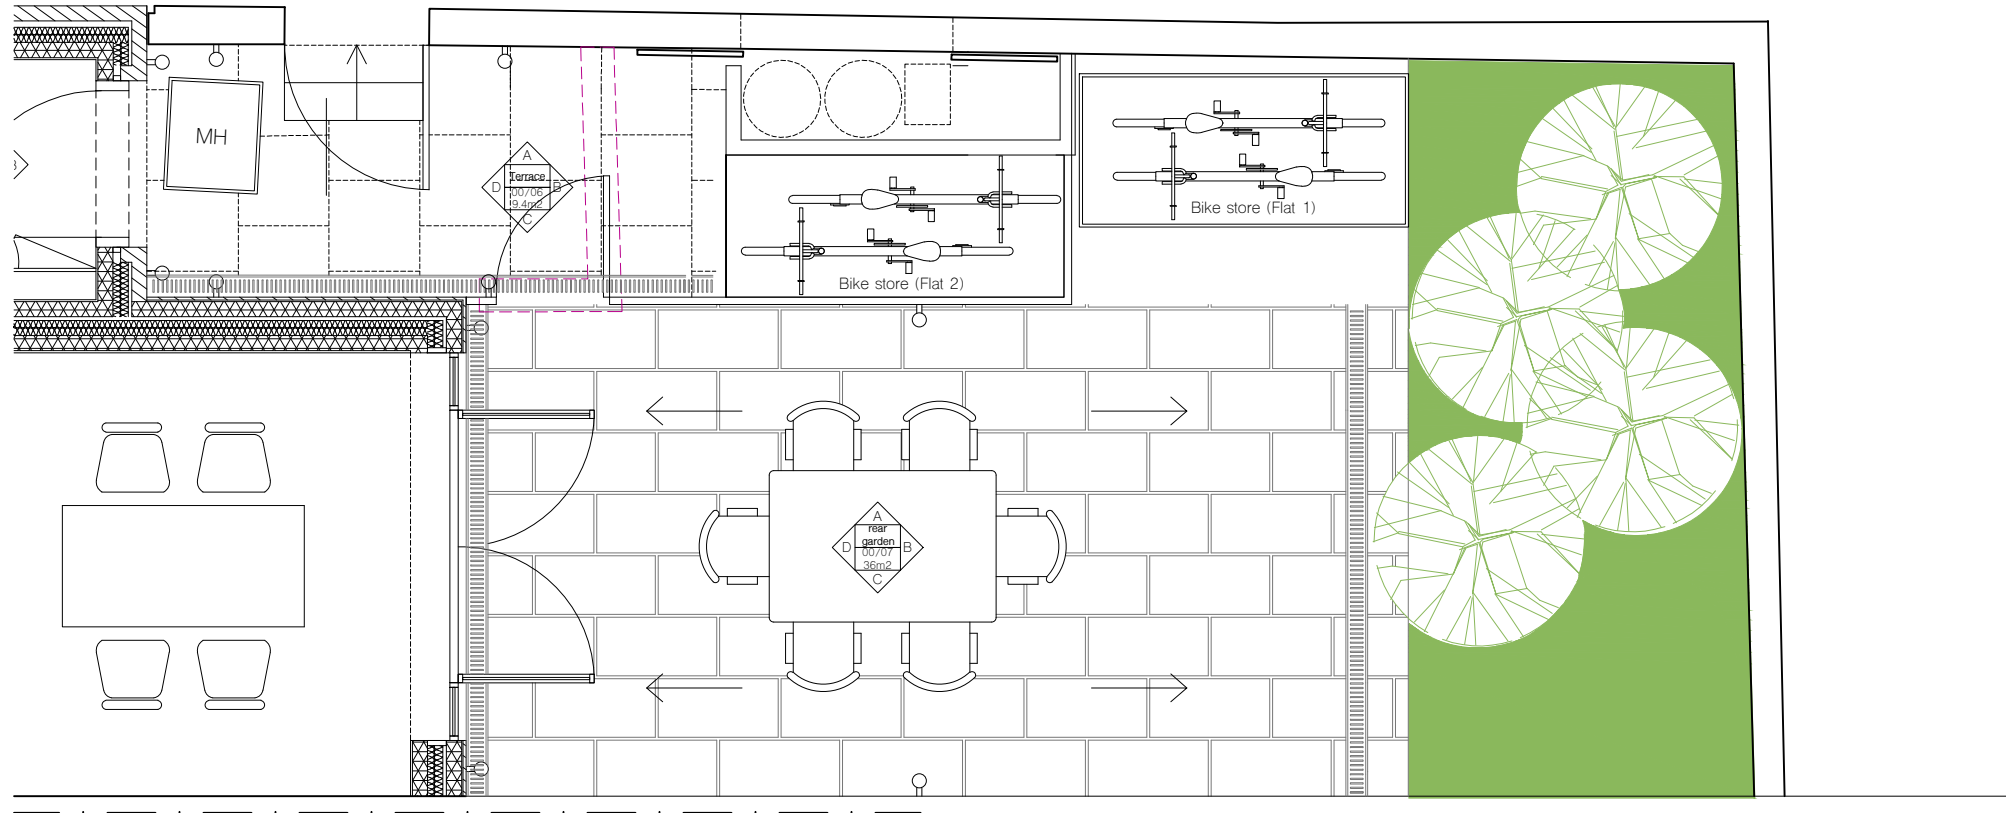 MH
A
Terrace
D B
00/06
9.4m2
C
Bike store (Flat 1)
Bike store (Flat 2)
A
rear
garden
D B
00/07
36m2
C